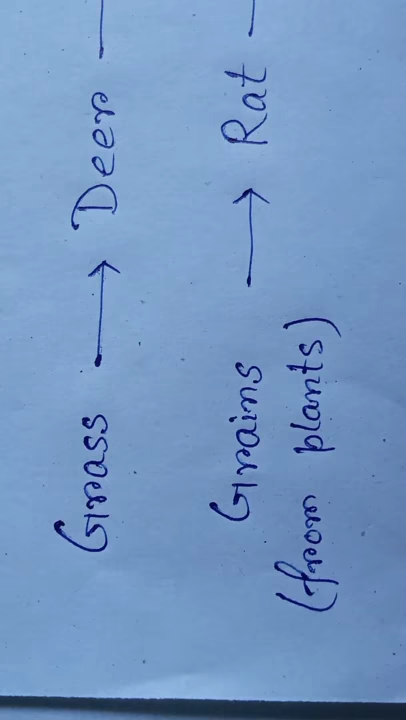 Grass → Deer —
Grains → Rat —
(from plants)